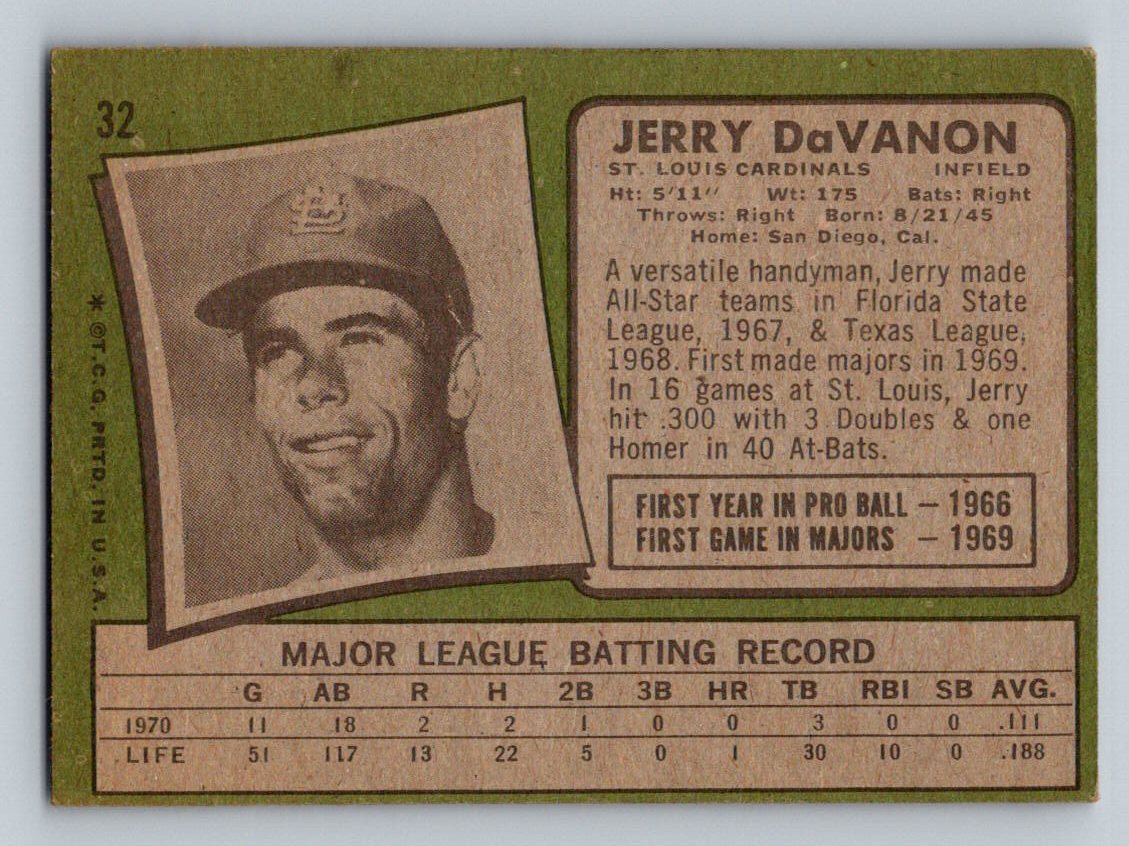 32
JERRY DaVANON
ST. LOUIS CARDINALS INFIELD
Ht: 5'11" Wt: 175 Bats: Right
Throws: Right Born: 8/21/45
Home: San Diego, Cal.
A versatile handyman, Jerry made
All-Star teams in Florida State
League, 1967, & Texas League,
1968. First made majors in 1969.
In 16 games at St. Louis, Jerry
hit .300 with 3 Doubles & one
Homer in 40 At-Bats.
FIRST YEAR IN PRO BALL – 1966
FIRST GAME IN MAJORS – 1969
* ©T.C.G. PRTD. IN U.S.A.
StL
MAJOR LEAGUE BATTING RECORD
G AB R H 2B 3B HR TB RBI SB AVG.
1970 11 18 2 2 1 0 0 3 0 0 .111
LIFE 51 117 13 22 5 0 1 30 10 0 .188